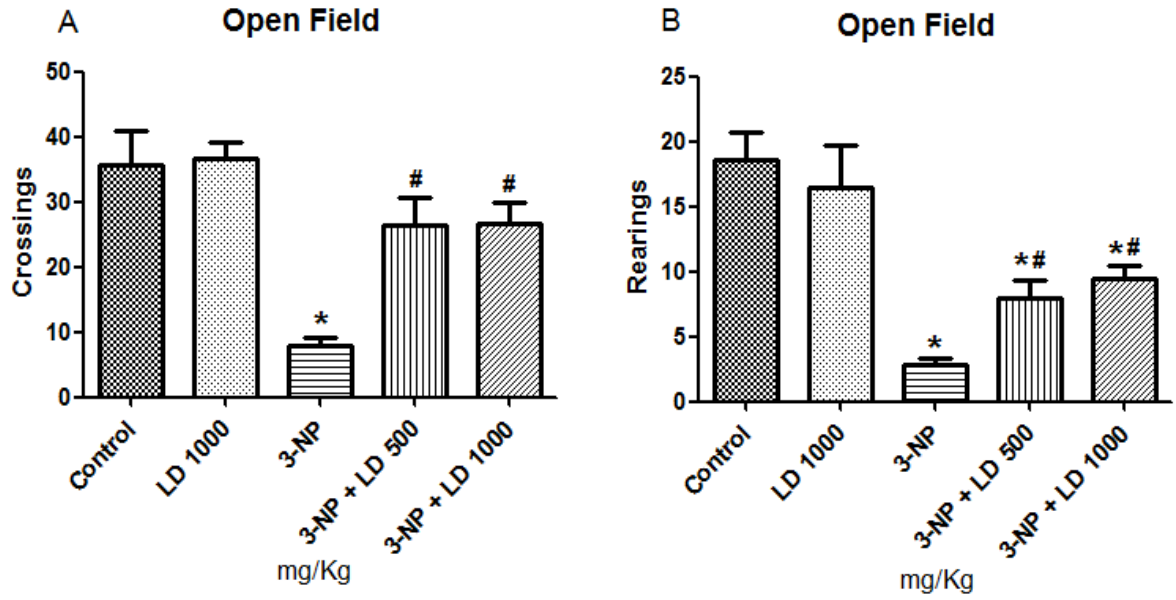 A
Open Field
Crossings
50
40
30
20
10
0
*
#
#
Control
LD 1000
3-NP
3-NP + LD 500
3-NP + LD 1000
mg/Kg
B
Open Field
Rearings
25
20
15
10
5
0
*
*#
*#
Control
LD 1000
3-NP
3-NP + LD 500
3-NP + LD 1000
mg/Kg